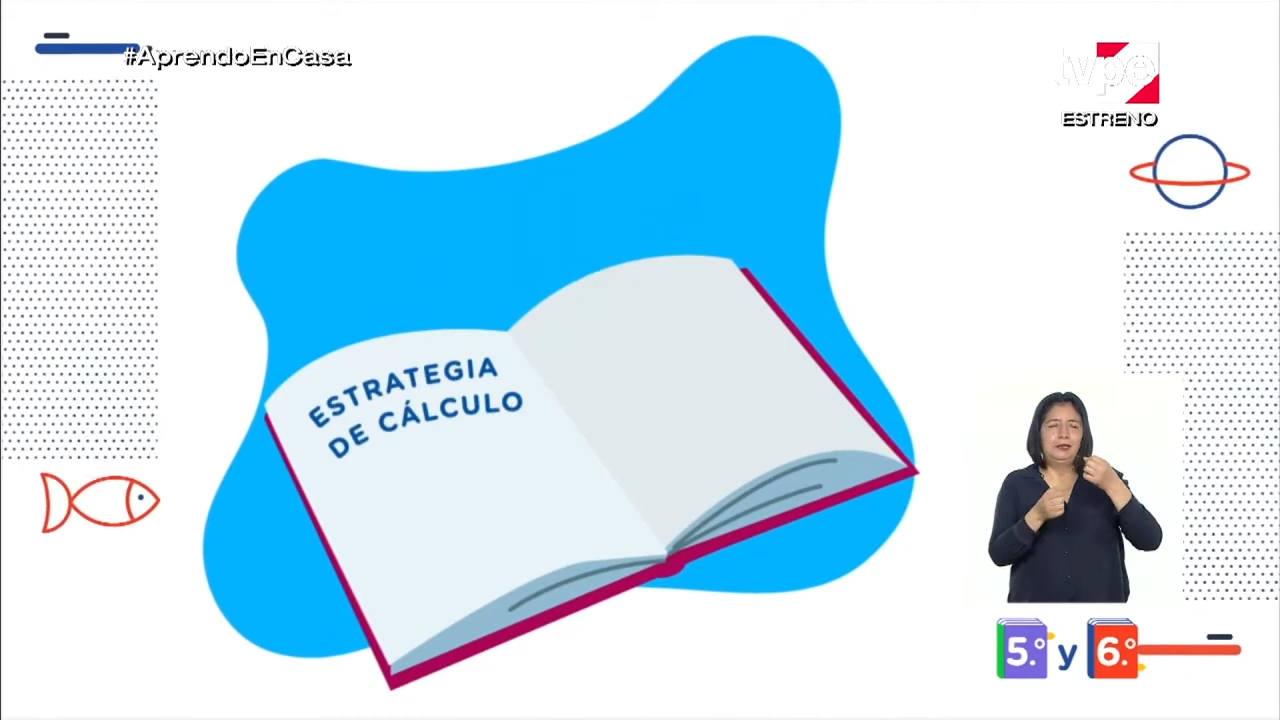 #AprendoEnCasa
tvpe
ESTRENO
ESTRATEGIA
DE CÁLCULO
5.° y 6.°